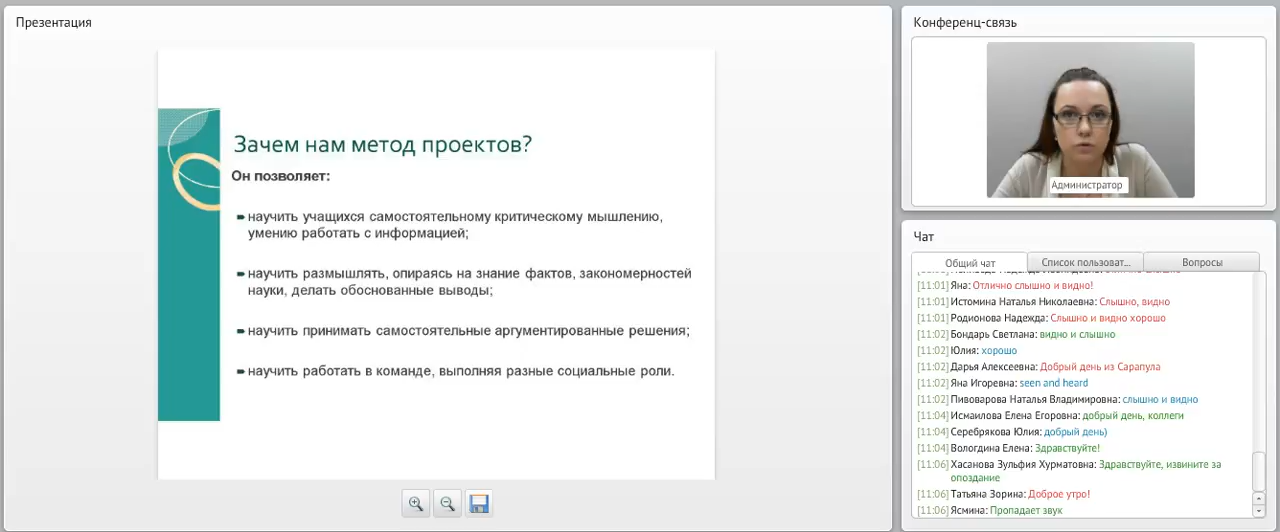 Презентация
Зачем нам метод проектов?
Он позволяет:
научить учащихся самостоятельному критическому мышлению,
умению работать с информацией;
научить размышлять, опираясь на знание фактов, закономерностей
науки, делать обоснованные выводы;
научить принимать самостоятельные аргументированные решения;
научить работать в команде, выполняя разные социальные роли.
Конференц-связь
Администратор
Чат
Общий чат
Список пользоват...
Вопросы
[11:01] Яна: Отлично слышно и видно!
[11:01] Истомина Наталья Николаевна: Слышно, видно
[11:01] Родионова Надежда: Слышно и видно хорошо
[11:02] Бондарь Светлана: видно и слышно
[11:02] Юлия: хорошо
[11:02] Дарья Алексеевна: Добрый день из Сарапула
[11:02] Яна Игоревна: seen and heard
[11:02] Пивоварова Наталья Владимировна: слышно и видно
[11:04] Исмаилова Елена Егоровна: добрый день, коллеги
[11:04] Серебрякова Юлия: добрый день)
[11:04] Вологдина Елена: Здравствуйте!
[11:06] Хасанова Зульфия Хурматовна: Здравствуйте, извините за
опоздание
[11:06] Татьяна Зорина: Доброе утро!
[11:06] Ясмина: Пропадает звук